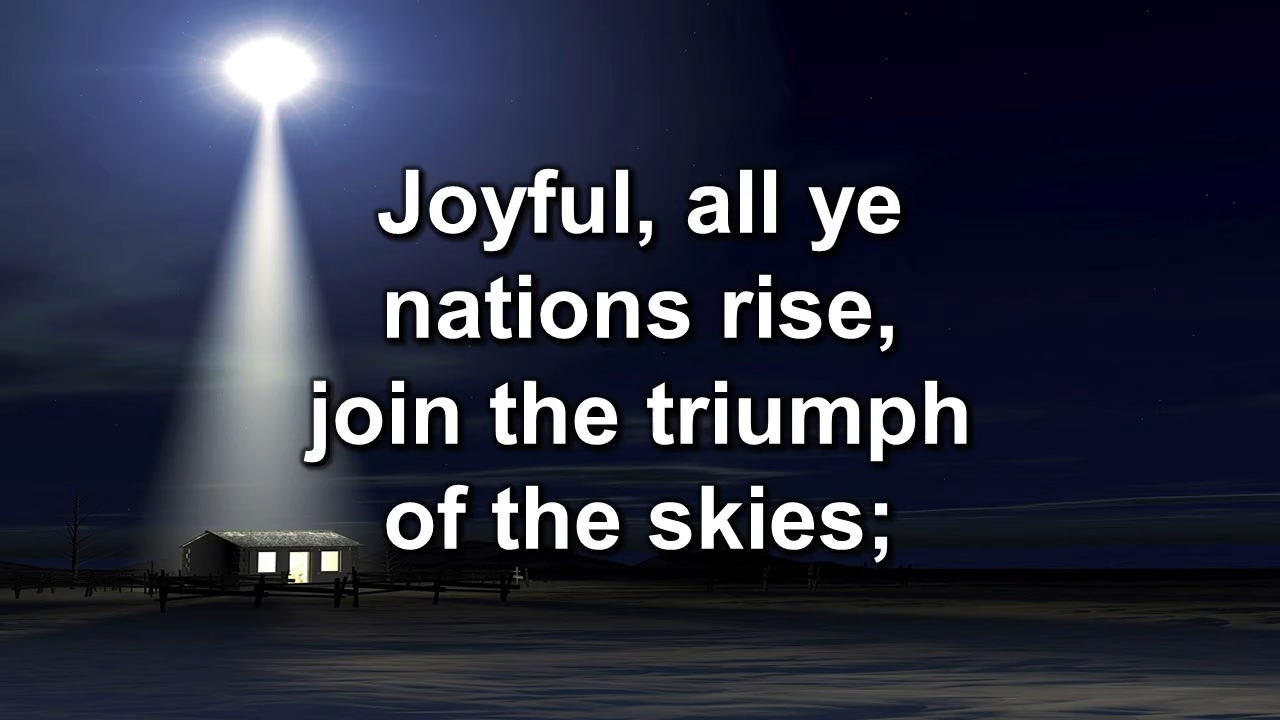 Joyful, all ye
nations rise,
join the triumph
of the skies;